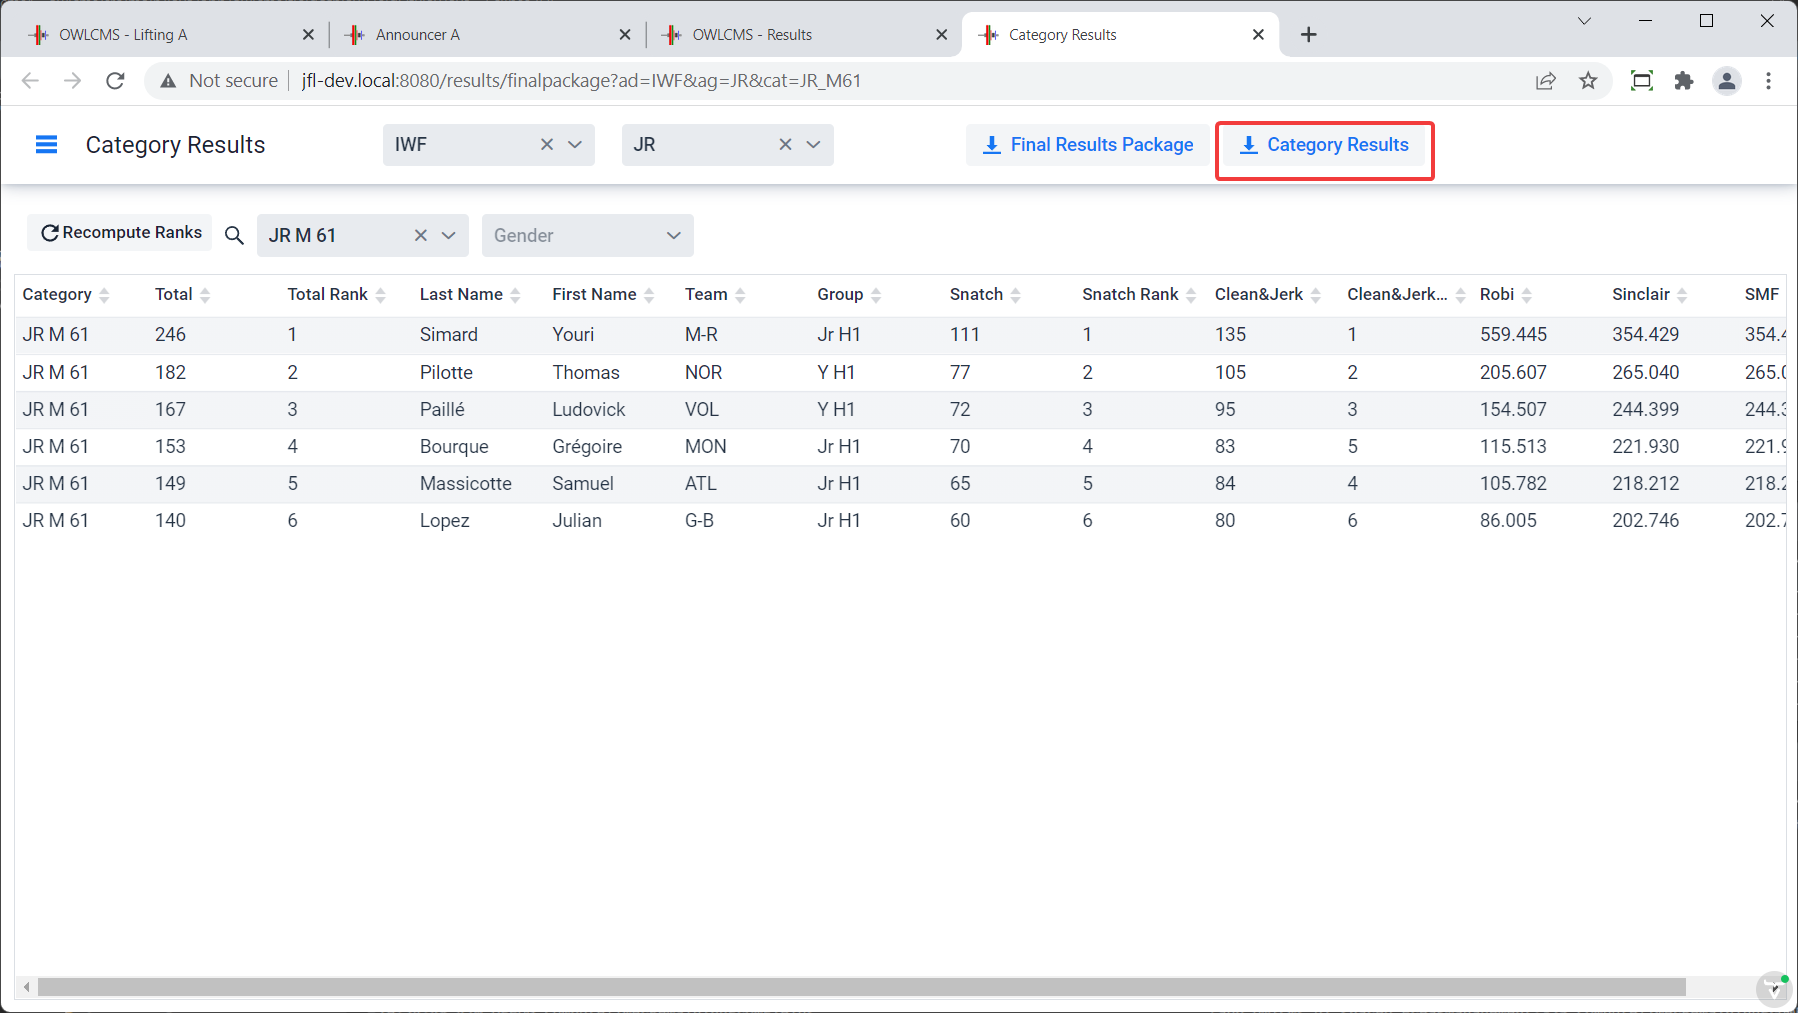 OWLCMS - Lifting A
Announcer A
OWLCMS - Results
Category Results
Not secure jfl-dev.local:8080/results/finalpackage?ad=IWF&ag=JR&cat=JR_M61
Category Results IWF JR Final Results Package Category Results
Recompute Ranks JR M 61 Gender
Category Total Total Rank Last Name First Name Team Group Snatch Snatch Rank Clean&Jerk Clean&Jerk... Robi Sinclair SMF
JR M 61 246 1 Simard Youri M-R Jr H1 111 1 135 1 559.445 354.429 354.4
JR M 61 182 2 Pilotte Thomas NOR Y H1 77 2 105 2 205.607 265.040 265.0
JR M 61 167 3 Paillé Ludovick VOL Y H1 72 3 95 3 154.507 244.399 244.3
JR M 61 153 4 Bourque Grégoire MON Jr H1 70 4 83 5 115.513 221.930 221.9
JR M 61 149 5 Massicotte Samuel ATL Jr H1 65 5 84 4 105.782 218.212 218.2
JR M 61 140 6 Lopez Julian G-B Jr H1 60 6 80 6 86.005 202.746 202.7